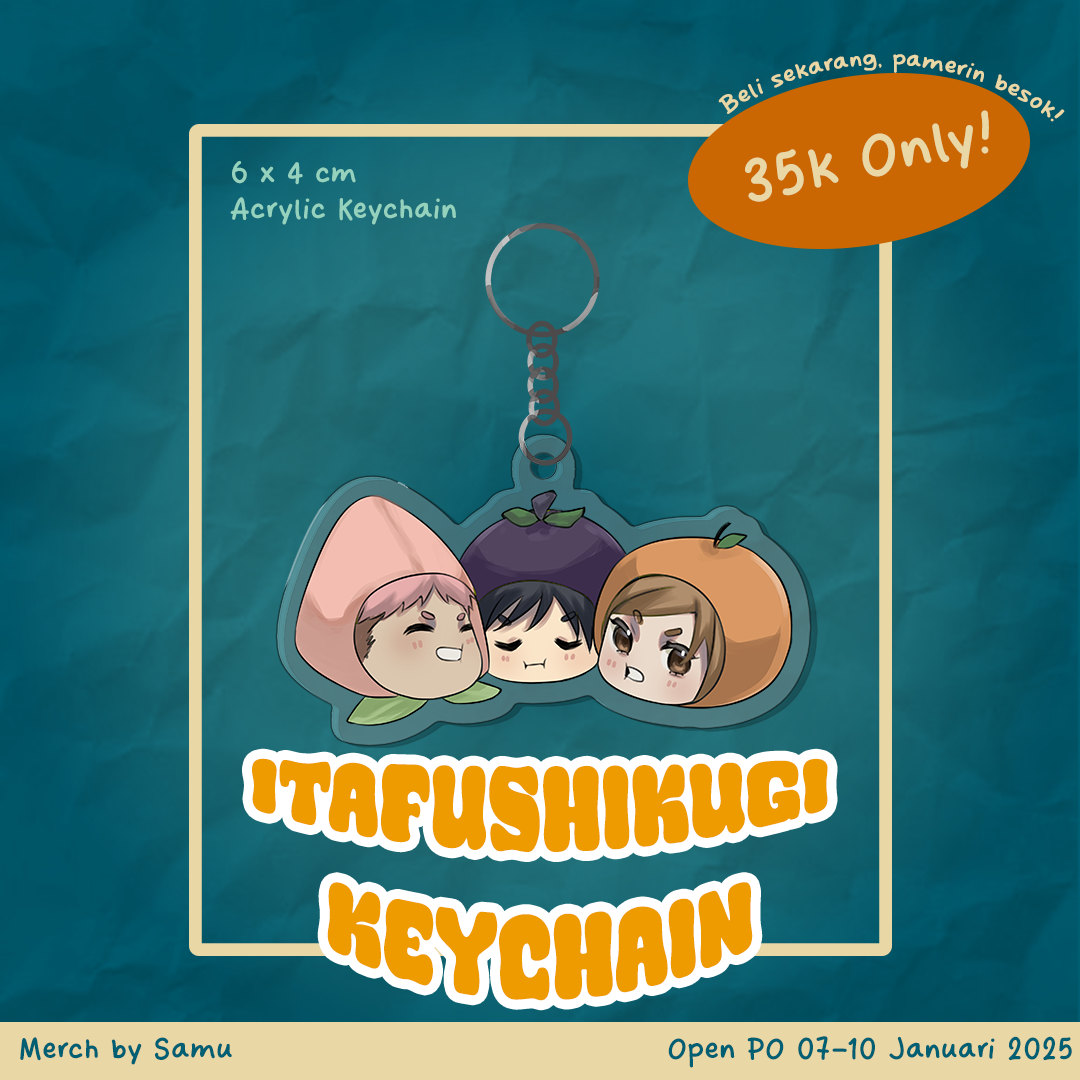 Beli sekarang, pamerin besok!
35k Only!
6 x 4 cm
Acrylic Keychain
ITAFUSHIKUGI
KEYCHAIN
Merch by Samu
Open PO 07-10 Januari 2025